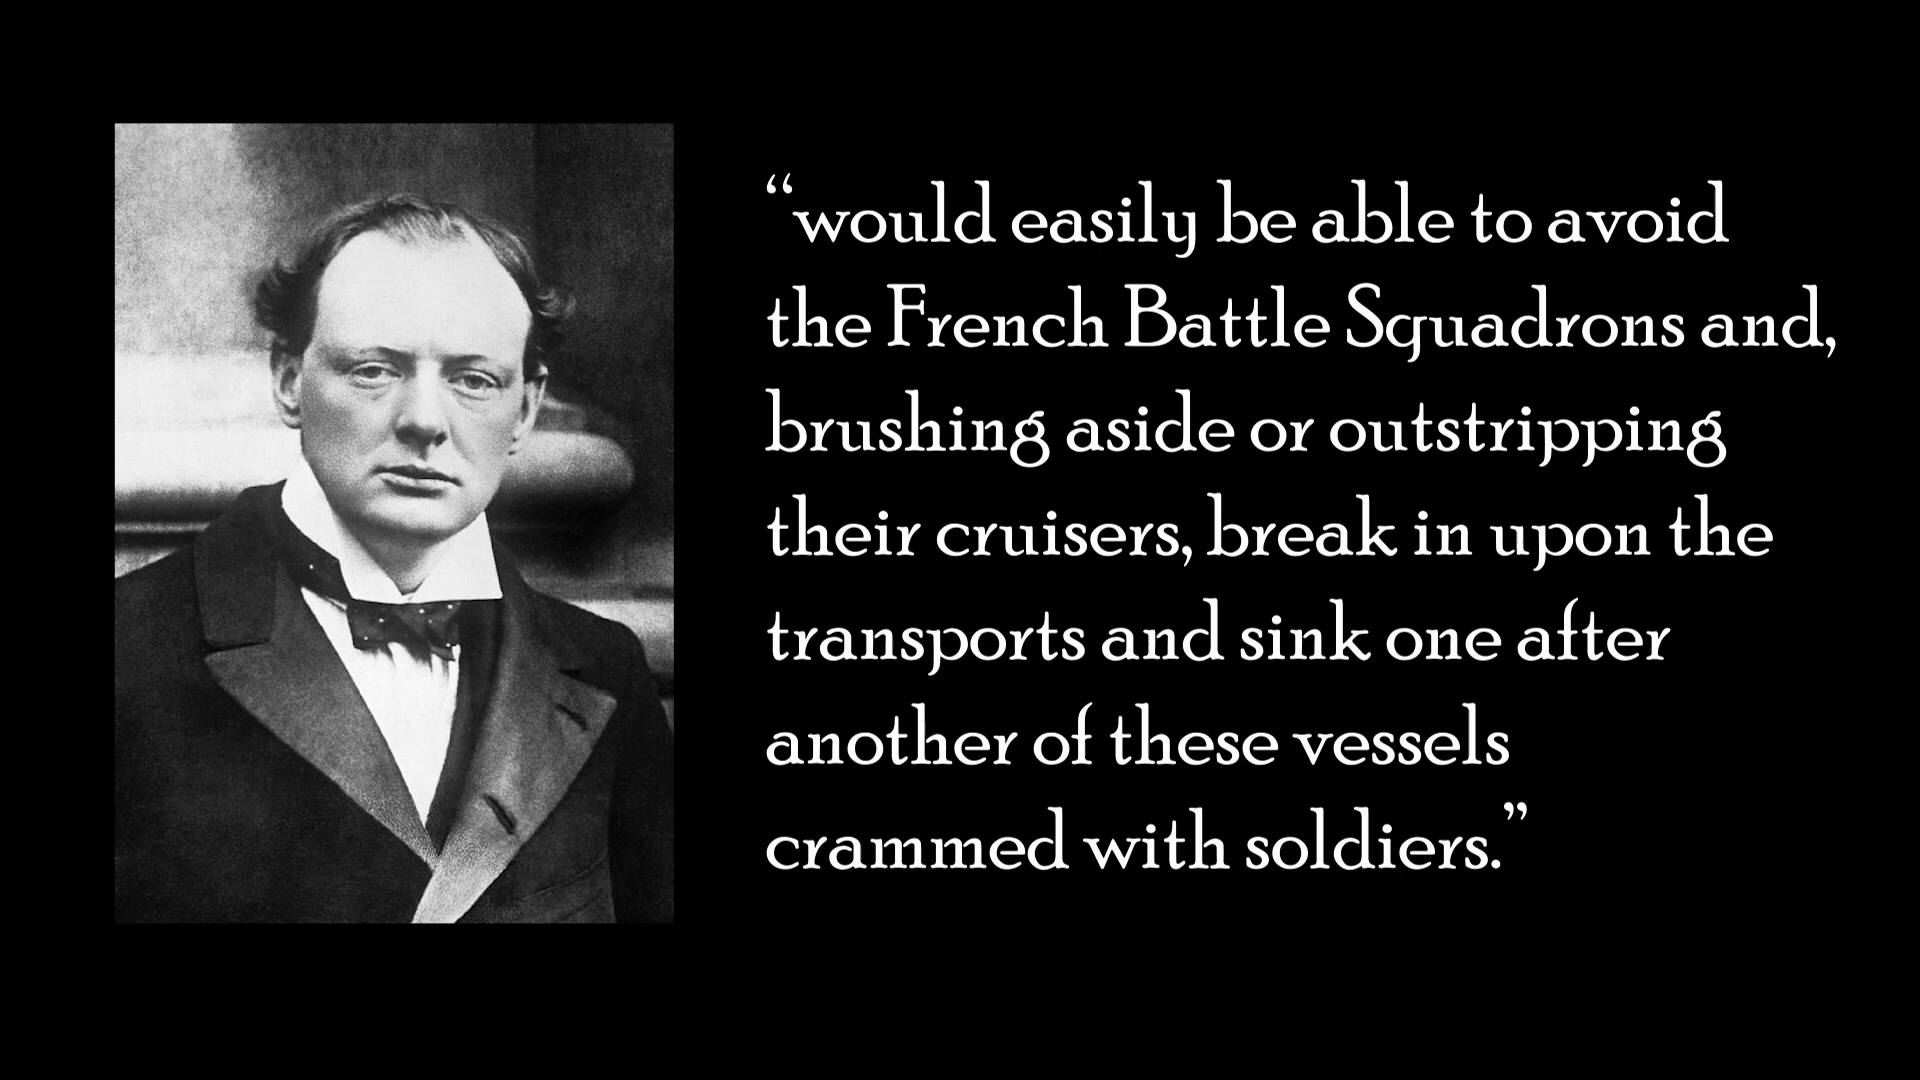 “would easily be able to avoid
the French Battle Squadrons and,
brushing aside or outstripping
their cruisers, break in upon the
transports and sink one after
another of these vessels
crammed with soldiers.”